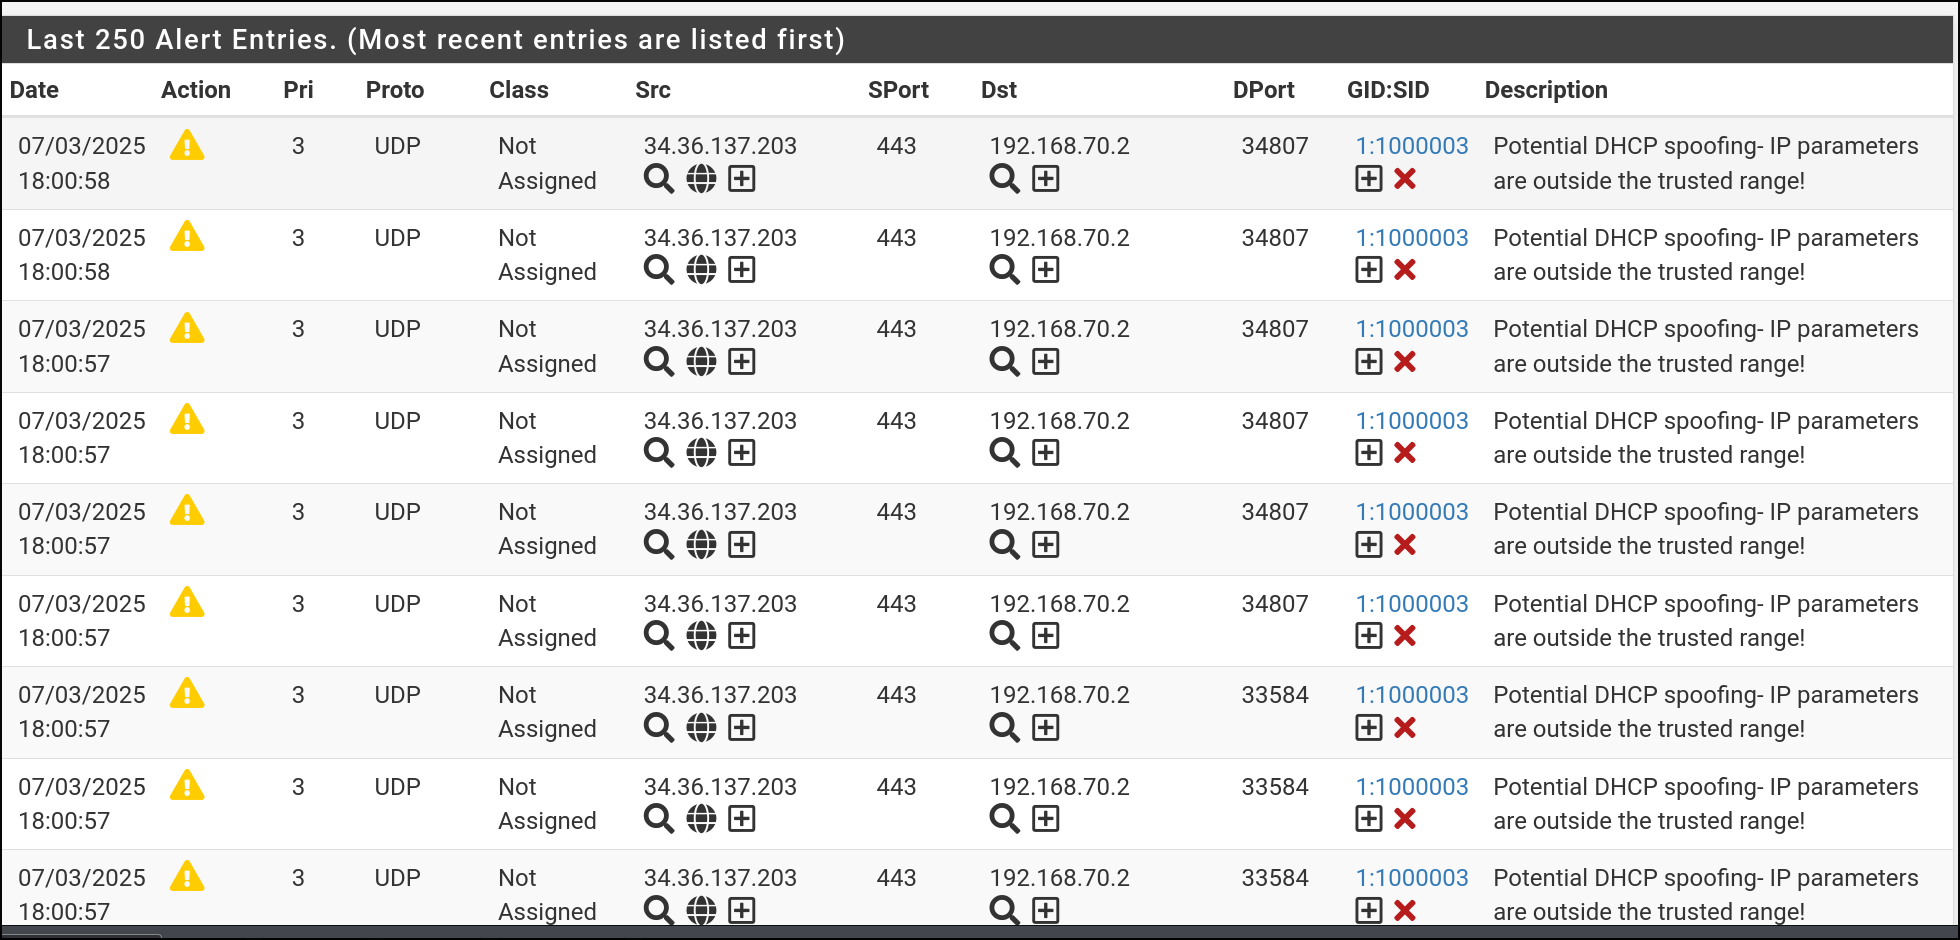 Last 250 Alert Entries. (Most recent entries are listed first)
Date Action Pri Proto Class Src SPort Dst DPort GID:SID Description
07/03/2025 3 UDP Not 34.36.137.203 443 192.168.70.2 34807 1:1000003 Potential DHCP spoofing- IP parameters
18:00:58 Assigned are outside the trusted range!
07/03/2025 3 UDP Not 34.36.137.203 443 192.168.70.2 34807 1:1000003 Potential DHCP spoofing- IP parameters
18:00:58 Assigned are outside the trusted range!
07/03/2025 3 UDP Not 34.36.137.203 443 192.168.70.2 34807 1:1000003 Potential DHCP spoofing- IP parameters
18:00:57 Assigned are outside the trusted range!
07/03/2025 3 UDP Not 34.36.137.203 443 192.168.70.2 34807 1:1000003 Potential DHCP spoofing- IP parameters
18:00:57 Assigned are outside the trusted range!
07/03/2025 3 UDP Not 34.36.137.203 443 192.168.70.2 34807 1:1000003 Potential DHCP spoofing- IP parameters
18:00:57 Assigned are outside the trusted range!
07/03/2025 3 UDP Not 34.36.137.203 443 192.168.70.2 34807 1:1000003 Potential DHCP spoofing- IP parameters
18:00:57 Assigned are outside the trusted range!
07/03/2025 3 UDP Not 34.36.137.203 443 192.168.70.2 33584 1:1000003 Potential DHCP spoofing- IP parameters
18:00:57 Assigned are outside the trusted range!
07/03/2025 3 UDP Not 34.36.137.203 443 192.168.70.2 33584 1:1000003 Potential DHCP spoofing- IP parameters
18:00:57 Assigned are outside the trusted range!
07/03/2025 3 UDP Not 34.36.137.203 443 192.168.70.2 33584 1:1000003 Potential DHCP spoofing- IP parameters
18:00:57 Assigned are outside the trusted range!